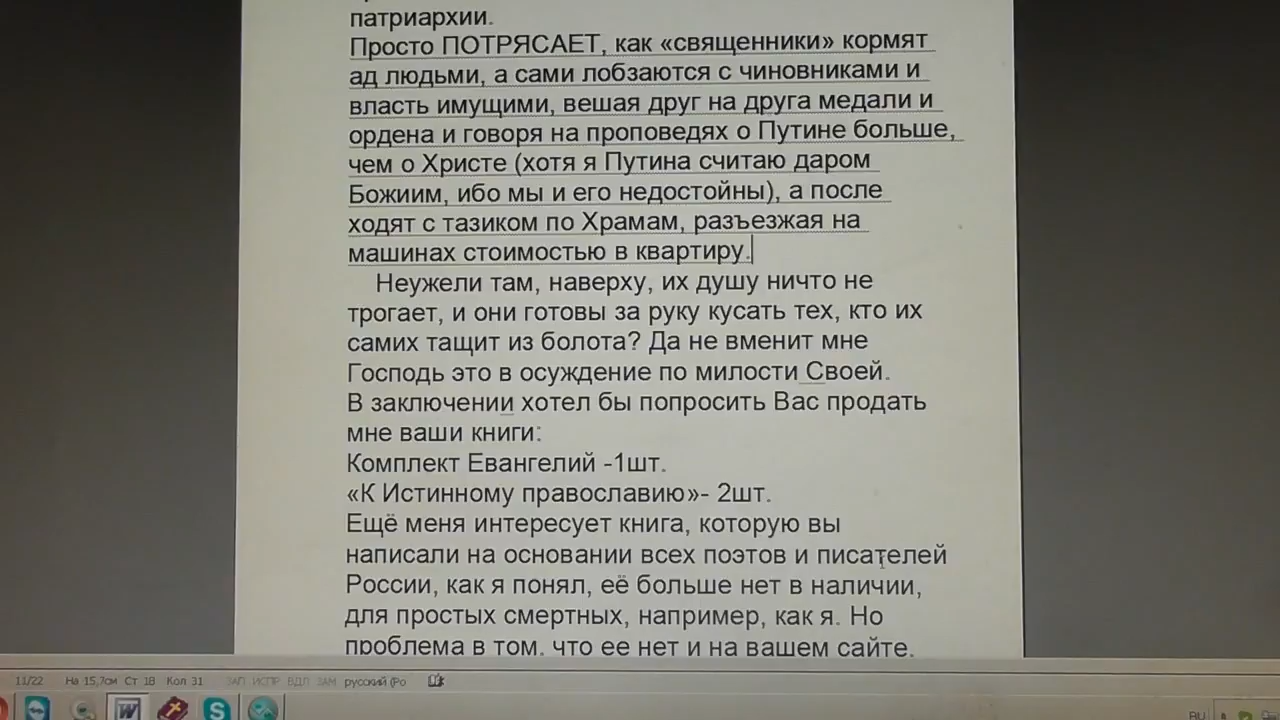 патриархии.
Просто ПОТРЯСАЕТ, как «священники» кормят
ад людьми, а сами лобзаются с чиновниками и
власть имущими, вешая друг на друга медали и
ордена и говоря на проповедях о Путине больше,
чем о Христе (хотя я Путина считаю даром
Божиим, ибо мы и его недостойны), а после
ходят с тазиком по Храмам, разъезжая на
машинах стоимостью в квартиру.
Неужели там, наверху, их душу ничто не
трогает, и они готовы за руку кусать тех, кто их
самих тащит из болота? Да не вменит мне
Господь это в осуждение по милости Своей.
В заключении хотел бы попросить Вас продать
мне ваши книги:
Комплект Евангелий -1шт.
«К Истинному православию»- 2шт.
Ещё меня интересует книга, которую вы
написали на основании всех поэтов и писателей
России, как я понял, её больше нет в наличии,
для простых смертных, например, как я. Но
проблема в том, что ее нет и на вашем сайте.
11/22 На 15,7см Ст 18 Кол 31 ЗАП ИСПР ВДЛ ЗАМ русский (Ро
RU